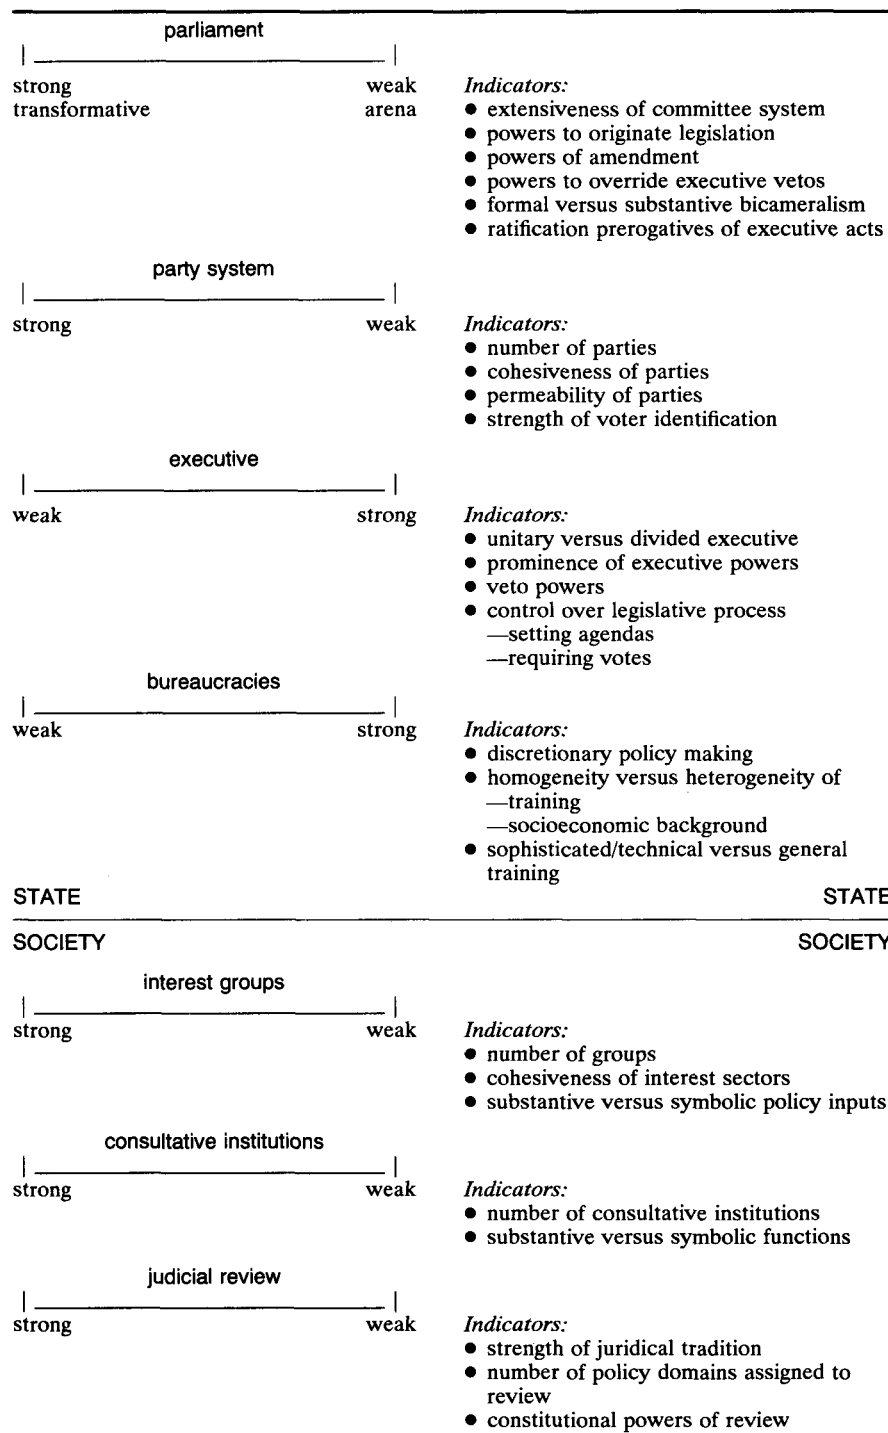 parliament
strong weak
transformative arena
Indicators:
● extensiveness of committee system
● powers to originate legislation
● powers of amendment
● powers to override executive vetos
● formal versus substantive bicameralism
● ratification prerogatives of executive acts
party system
strong weak
Indicators:
● number of parties
● cohesiveness of parties
● permeability of parties
● strength of voter identification
executive
weak strong
Indicators:
● unitary versus divided executive
● prominence of executive powers
● veto powers
● control over legislative process
—setting agendas
—requiring votes
bureaucracies
weak strong
Indicators:
● discretionary policy making
● homogeneity versus heterogeneity of
—training
—socioeconomic background
● sophisticated/technical versus general
training
STATE STATE
SOCIETY SOCIETY
interest groups
strong weak
Indicators:
● number of groups
● cohesiveness of interest sectors
● substantive versus symbolic policy inputs
consultative institutions
strong weak
Indicators:
● number of consultative institutions
● substantive versus symbolic functions
judicial review
strong weak
Indicators:
● strength of juridical tradition
● number of policy domains assigned to
review
● constitutional powers of review